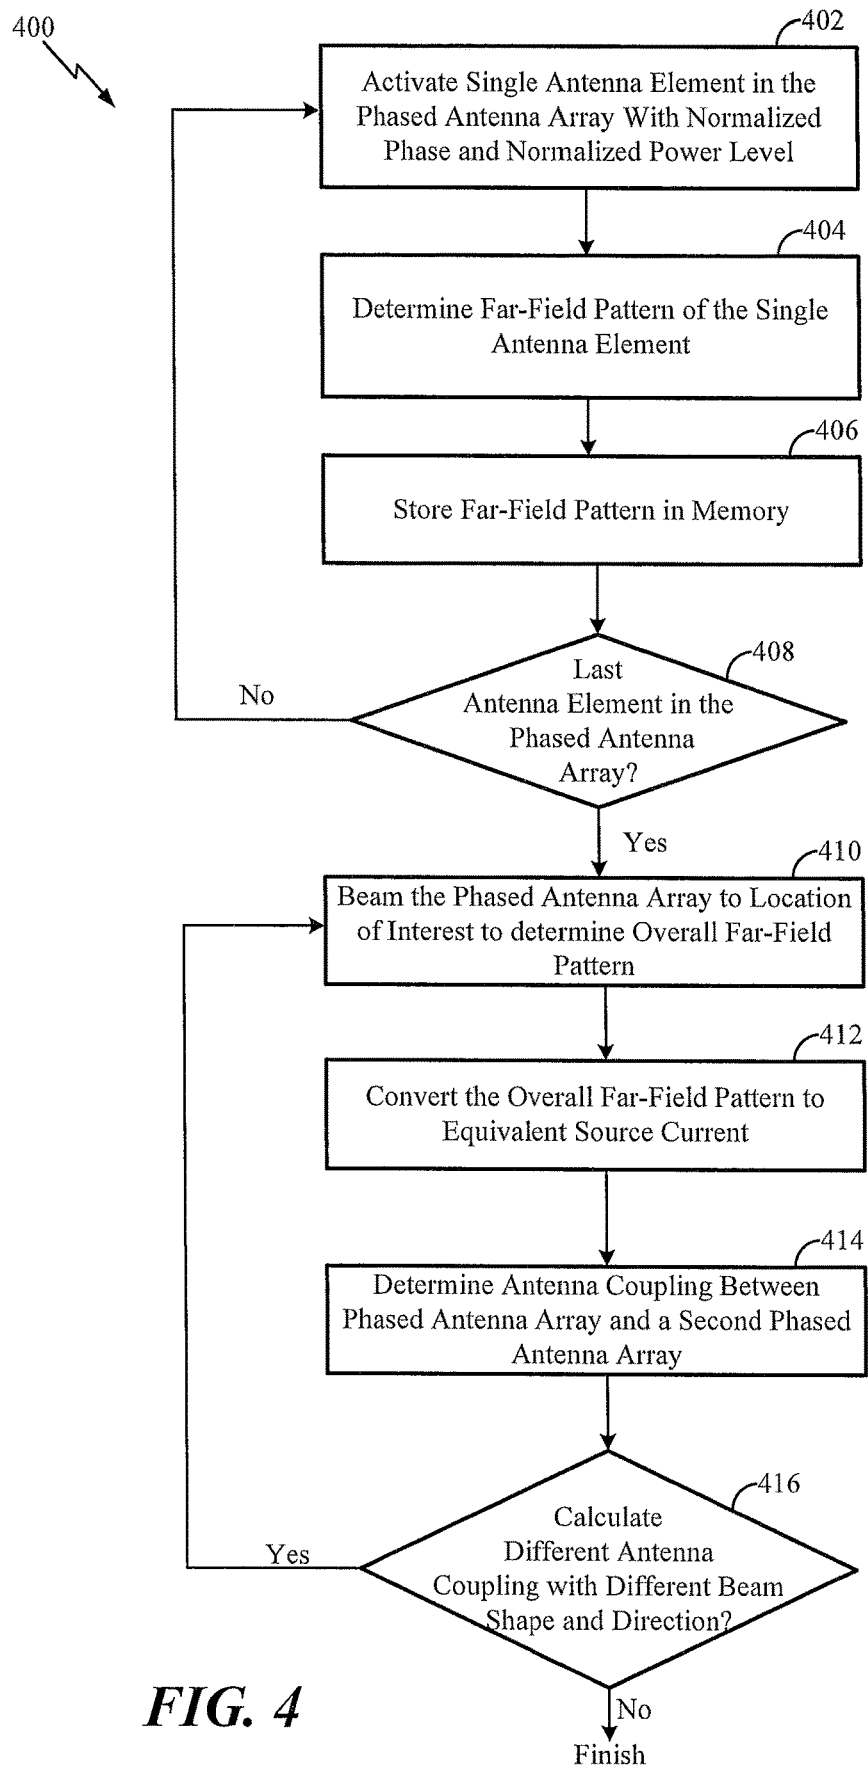 400
402
Activate Single Antenna Element in the
Phased Antenna Array With Normalized
Phase and Normalized Power Level
404
Determine Far-Field Pattern of the Single
Antenna Element
406
Store Far-Field Pattern in Memory
408
Last
Antenna Element in the
Phased Antenna
Array?
No
Yes
410
Beam the Phased Antenna Array to Location
of Interest to determine Overall Far-Field
Pattern
412
Convert the Overall Far-Field Pattern to
Equivalent Source Current
414
Determine Antenna Coupling Between
Phased Antenna Array and a Second Phased
Antenna Array
416
Calculate
Different Antenna
Coupling with Different Beam
Shape and Direction?
Yes
No
Finish
FIG. 4